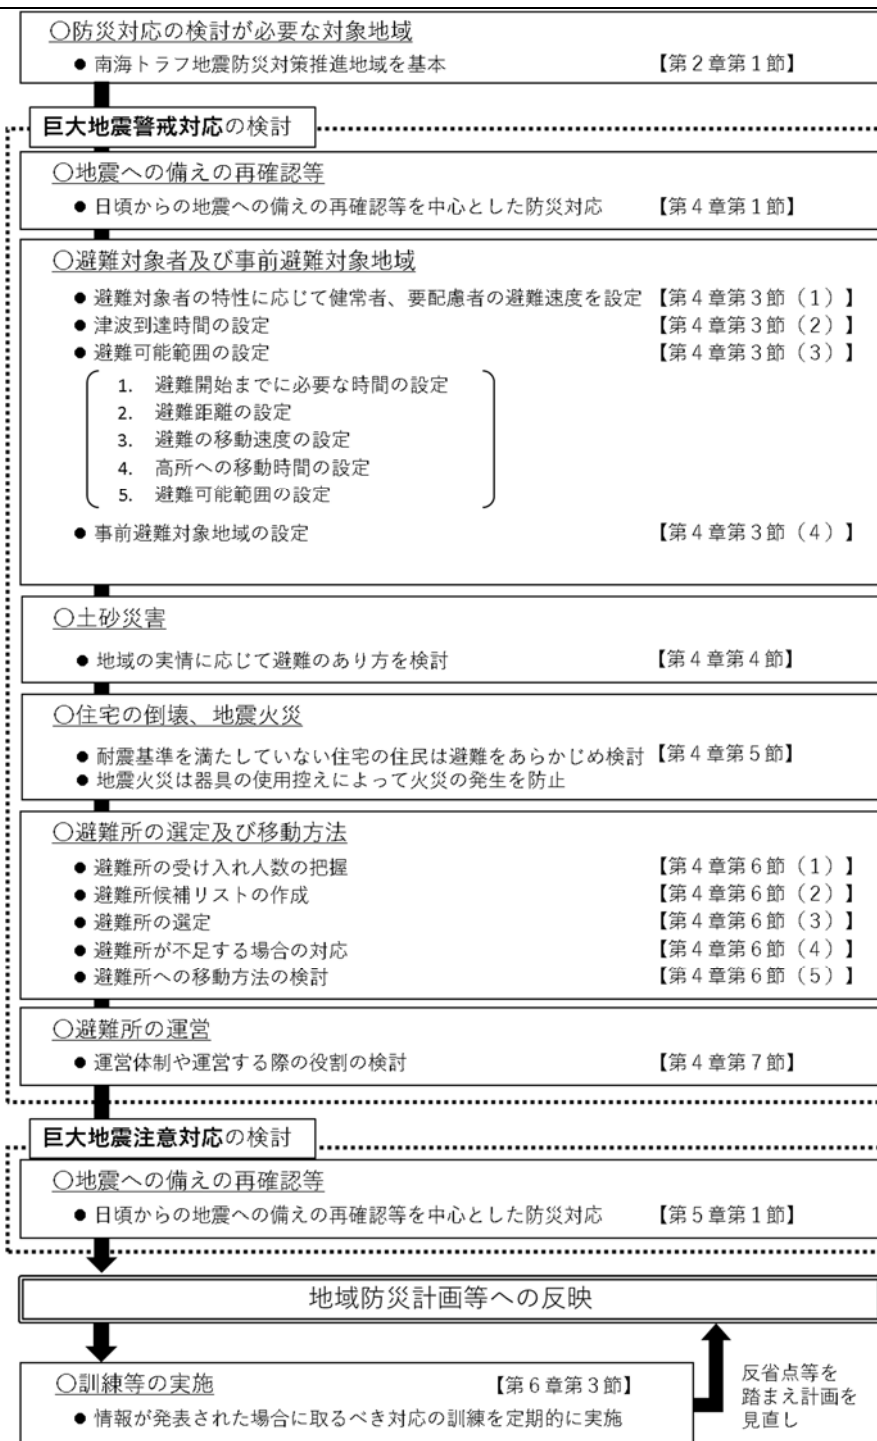 ○防災対応の検討が必要な対象地域
● 南海トラフ地震防災対策推進地域を基本 【第２章第１節】
巨大地震警戒対応の検討
○地震への備えの再確認等
● 日頃からの地震への備えの再確認等を中心とした防災対応 【第４章第１節】
○避難対象者及び事前避難対象地域
● 避難対象者の特性に応じて健常者、要配慮者の避難速度を設定 【第４章第３節（１）】
● 津波到達時間の設定 【第４章第３節（２）】
● 避難可能範囲の設定 【第４章第３節（３）】
1. 避難開始までに必要な時間の設定
2. 避難距離の設定
3. 避難の移動速度の設定
4. 高所への移動時間の設定
5. 避難可能範囲の設定
● 事前避難対象地域の設定 【第４章第３節（４）】
○土砂災害
● 地域の実情に応じて避難のあり方を検討 【第４章第４節】
○住宅の倒壊、地震火災
● 耐震基準を満たしていない住宅の住民は避難をあらかじめ検討 【第４章第５節】
● 地震火災は器具の使用控えによって火災の発生を防止
○避難所の選定及び移動方法
● 避難所の受け入れ人数の把握 【第４章第６節（１）】
● 避難所候補リストの作成 【第４章第６節（２）】
● 避難所の選定 【第４章第６節（３）】
● 避難所が不足する場合の対応 【第４章第６節（４）】
● 避難所への移動方法の検討 【第４章第６節（５）】
○避難所の運営
● 運営体制や運営する際の役割の検討 【第４章第７節】
巨大地震注意対応の検討
○地震への備えの再確認等
● 日頃からの地震への備えの再確認等を中心とした防災対応 【第５章第１節】
地域防災計画等への反映
○訓練等の実施 【第６章第３節】
● 情報が発表された場合に取るべき対応の訓練を定期的に実施
反省点等を
踏まえ計画を
見直し